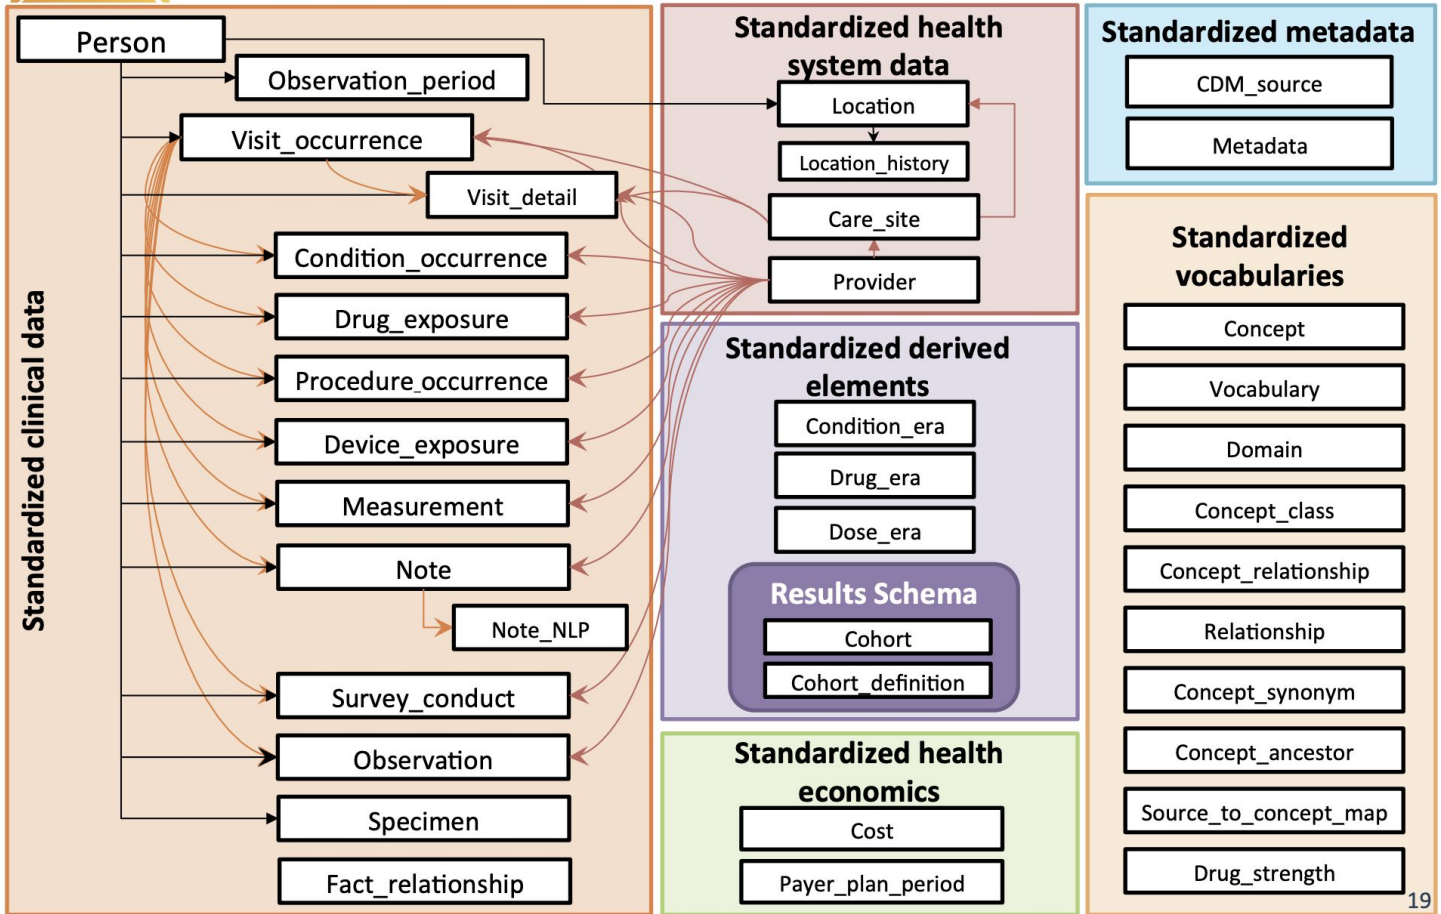 Standardized clinical data
Person
Observation_period
Visit_occurrence
Visit_detail
Condition_occurrence
Drug_exposure
Procedure_occurrence
Device_exposure
Measurement
Note
Note_NLP
Survey_conduct
Observation
Specimen
Fact_relationship
Standardized health
system data
Location
Location_history
Care_site
Provider
Standardized derived
elements
Condition_era
Drug_era
Dose_era
Results Schema
Cohort
Cohort_definition
Standardized health
economics
Cost
Payer_plan_period
Standardized metadata
CDM_source
Metadata
Standardized
vocabularies
Concept
Vocabulary
Domain
Concept_class
Concept_relationship
Relationship
Concept_synonym
Concept_ancestor
Source_to_concept_map
Drug_strength
19